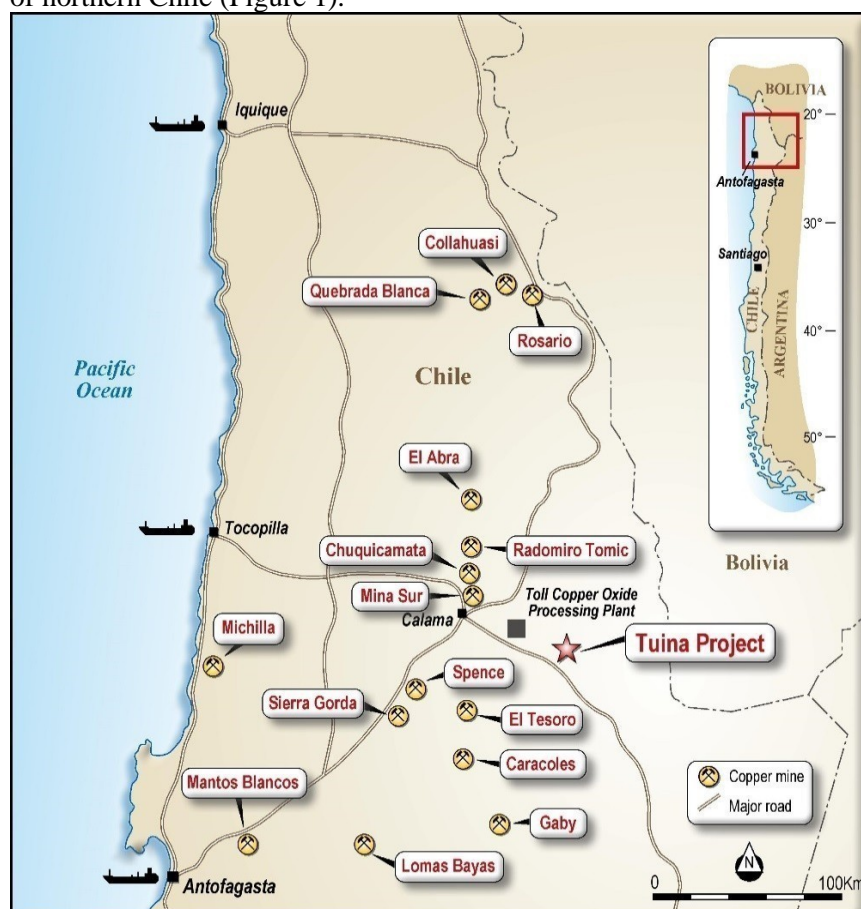 of northern Chile (Figure 1).
Iquique
Collahuasi
Quebrada Blanca
Rosario
Pacific
Ocean
Chile
El Abra
Tocopilla
Chuquicamata
Radomiro Tomic
Mina Sur
Toll Copper Oxide
Processing Plant
Calama
Bolivia
Michilla
Tuina Project
Spence
Sierra Gorda
El Tesoro
Caracoles
Mantos Blancos
Gaby
Lomas Bayas
Antofagasta
BOLIVIA
20°
Antofagasta
30°
Santiago
CHILE
ARGENTINA
40°
50°
Copper mine
Major road
N
0 100Km